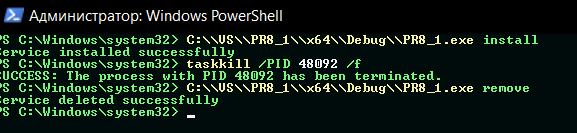 Администратор: Windows PowerShell
PS C:\Windows\system32> C:\\VS\\PR8_1\\x64\\Debug\\PR8_1.exe install
Service installed successfully
PS C:\Windows\system32> taskkill /PID 48092 /f
SUCCESS: The process with PID 48092 has been terminated.
PS C:\Windows\system32> C:\\VS\\PR8_1\\x64\\Debug\\PR8_1.exe remove
Service deleted successfully
PS C:\Windows\system32>